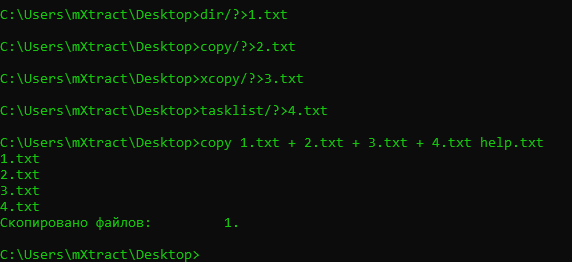 C:\Users\mXtract\Desktop>dir/?>1.txt
C:\Users\mXtract\Desktop>copy/?>2.txt
C:\Users\mXtract\Desktop>xcopy/?>3.txt
C:\Users\mXtract\Desktop>tasklist/?>4.txt
C:\Users\mXtract\Desktop>copy 1.txt + 2.txt + 3.txt + 4.txt help.txt
1.txt
2.txt
3.txt
4.txt
Скопировано файлов:         1.
C:\Users\mXtract\Desktop>